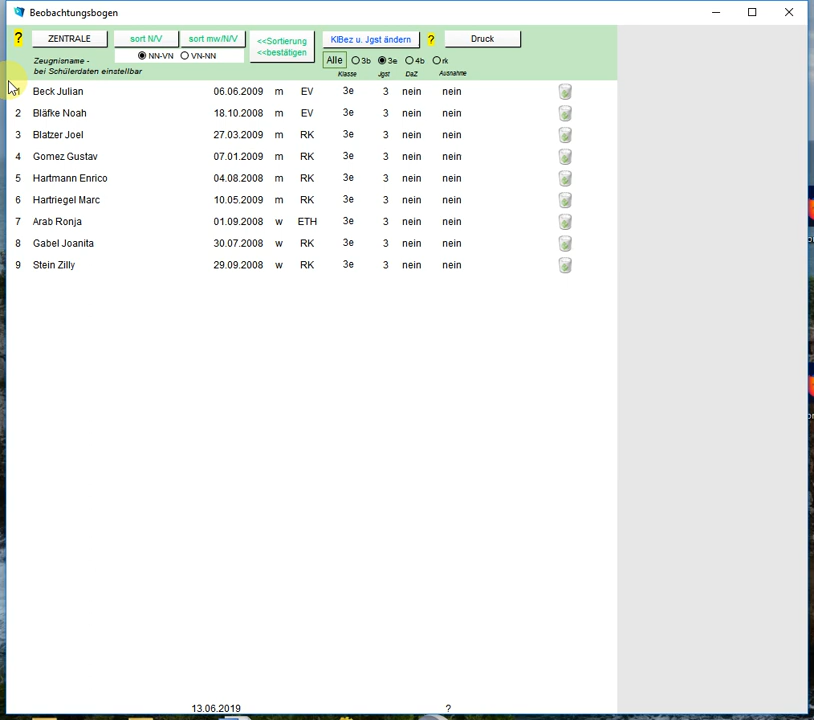 Beobachtungsbogen
? ZENTRALE sort N/V sort mw/N/V <<Sortierung <<bestätigen KlBez u. Jgst ändern ? Druck
NN-VN VN-NN Alle 3b 3e 4b rk
Zeugnisname -
bei Schülerdaten einstellbar Klasse Jgst DaZ Ausnahme
1 Beck Julian 06.06.2009 m EV 3e 3 nein nein
2 Bläfke Noah 18.10.2008 m EV 3e 3 nein nein
3 Blatzer Joel 27.03.2009 m RK 3e 3 nein nein
4 Gomez Gustav 07.01.2009 m RK 3e 3 nein nein
5 Hartmann Enrico 04.08.2008 m RK 3e 3 nein nein
6 Hartriegel Marc 10.05.2009 m RK 3e 3 nein nein
7 Arab Ronja 01.09.2008 w ETH 3e 3 nein nein
8 Gabel Joanita 30.07.2008 w RK 3e 3 nein nein
9 Stein Zilly 29.09.2008 w RK 3e 3 nein nein
13.06.2019 ?